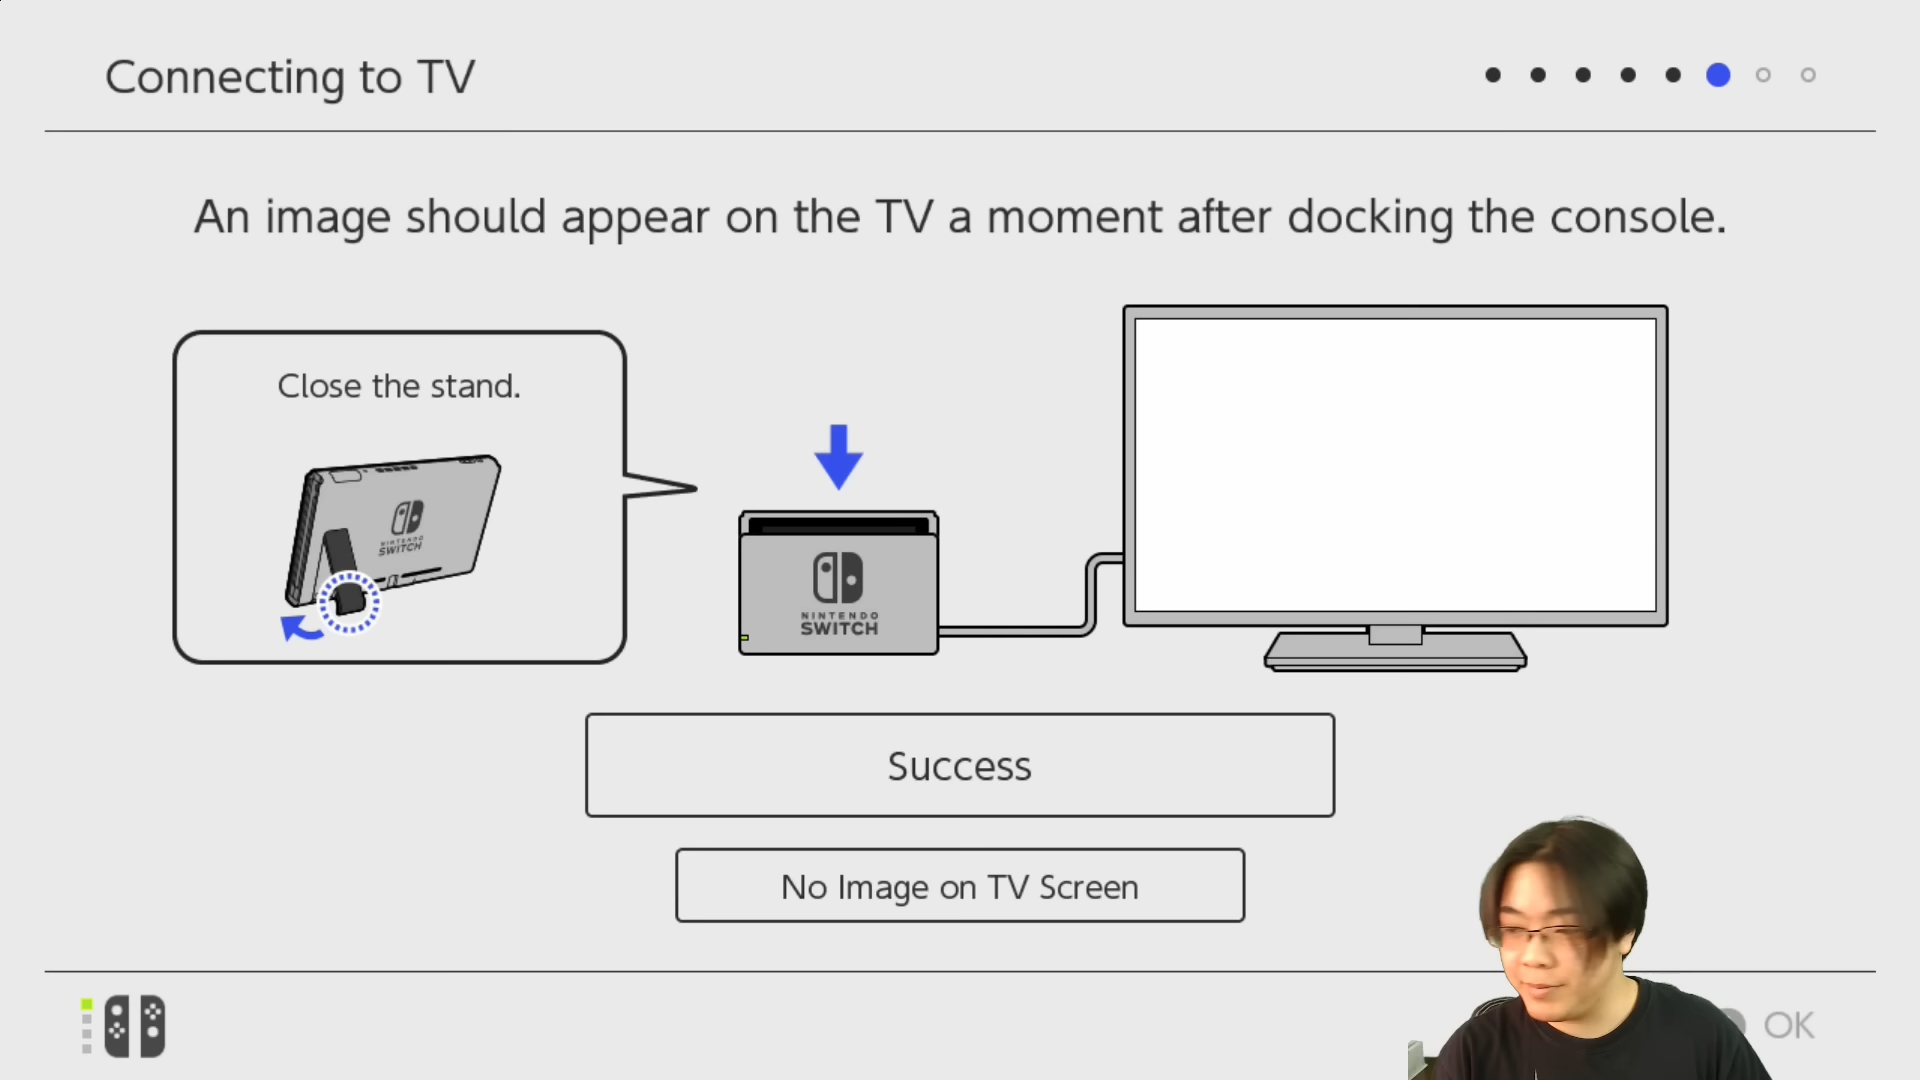 Connecting to TV
An image should appear on the TV a moment after docking the console.
Close the stand.
NINTENDO
SWITCH
NINTENDO
SWITCH
Success
No Image on TV Screen
OK